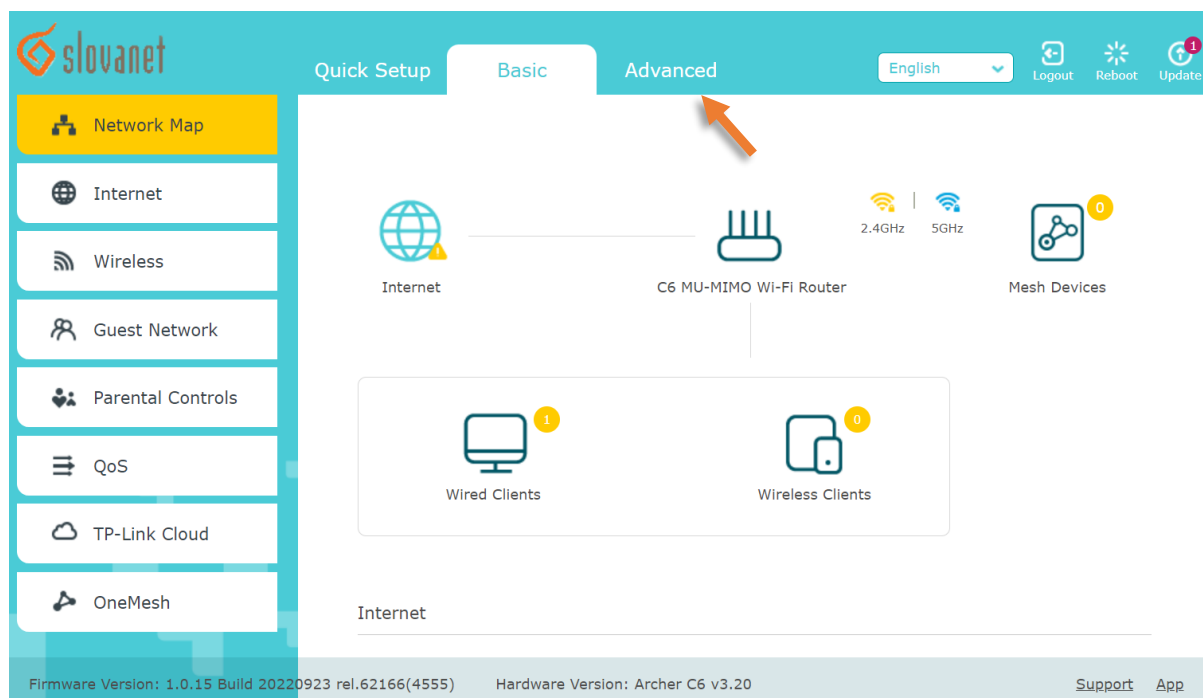 slovanet
Quick Setup
Basic
Advanced
English
Logout
Reboot
1
Update
Network Map
Internet
Wireless
Guest Network
Parental Controls
QoS
TP-Link Cloud
OneMesh
2.4GHz
5GHz
0
Internet
C6 MU-MIMO Wi-Fi Router
Mesh Devices
1
0
Wired Clients
Wireless Clients
Internet
Firmware Version: 1.0.15 Build 20220923 rel.62166(4555)
Hardware Version: Archer C6 v3.20
Support
App